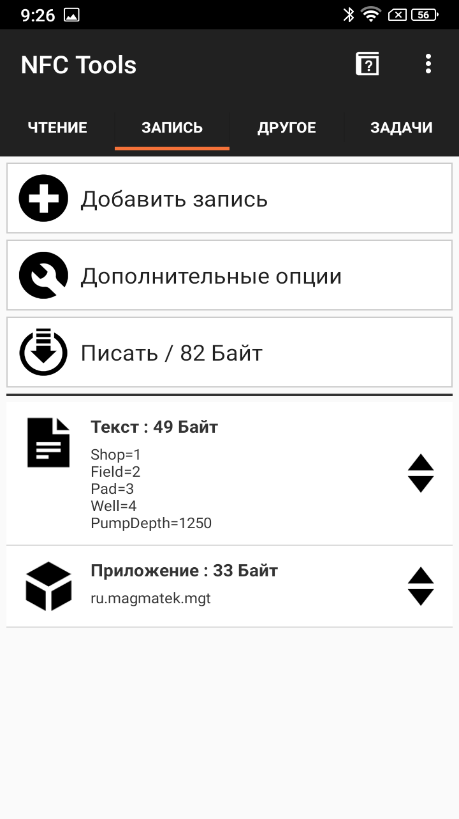 9:26
56
NFC Tools
ЧТЕНИЕ
ЗАПИСЬ
ДРУГОЕ
ЗАДАЧИ
Добавить запись
Дополнительные опции
Писать / 82 Байт
Текст : 49 Байт
Shop=1
Field=2
Pad=3
Well=4
PumpDepth=1250
Приложение : 33 Байт
ru.magmatek.mgt